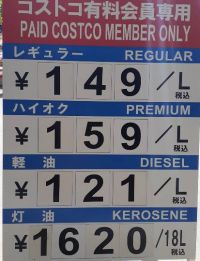 コストコ有料会員専用
PAID COSTCO MEMBER ONLY
レギュラー REGULAR
¥149/L
税込
ハイオク PREMIUM
¥159/L
税込
軽 油 DIESEL
¥121/L
税込
灯 油 KEROSENE
¥1620/18L
税込